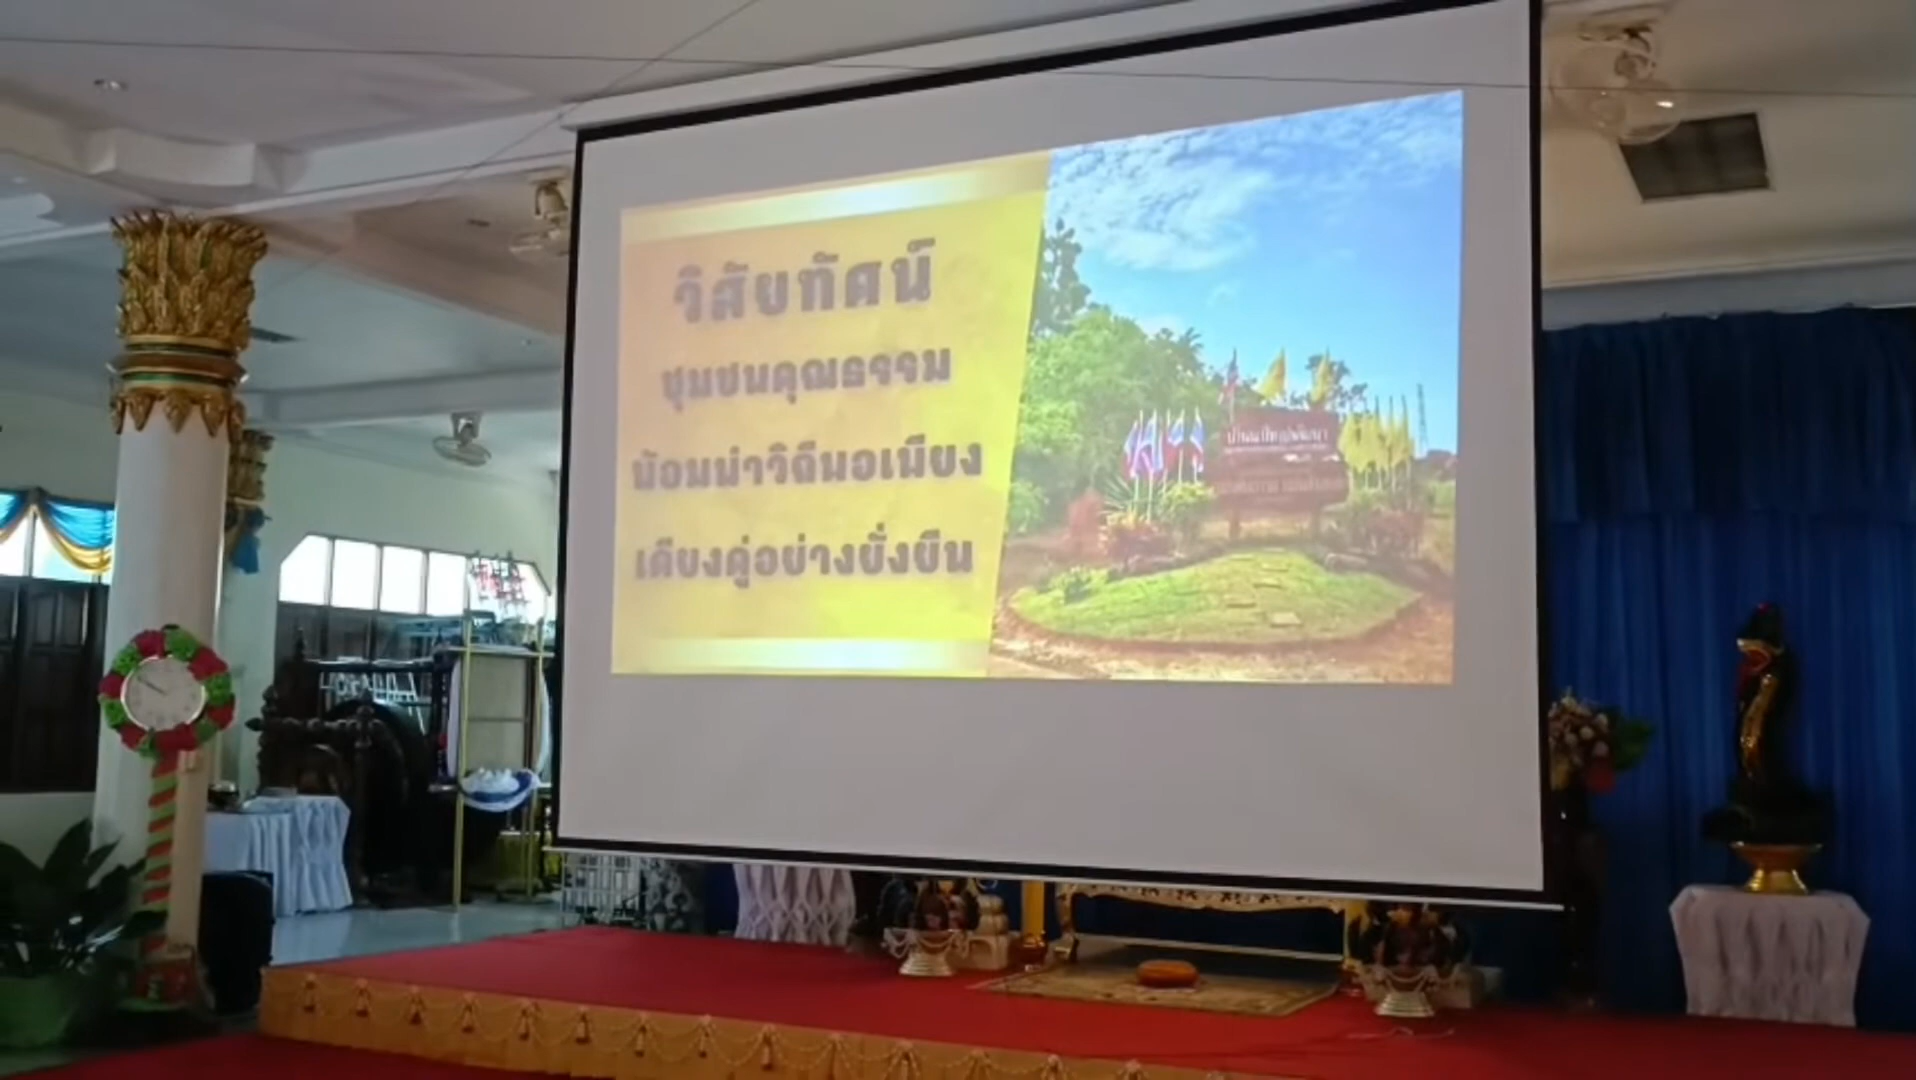 วิสัยทัศน์
ชุมชนคุณธรรม
น้อมนำวิถีพอเพียง
เคียงคู่อย่างยั่งยืน